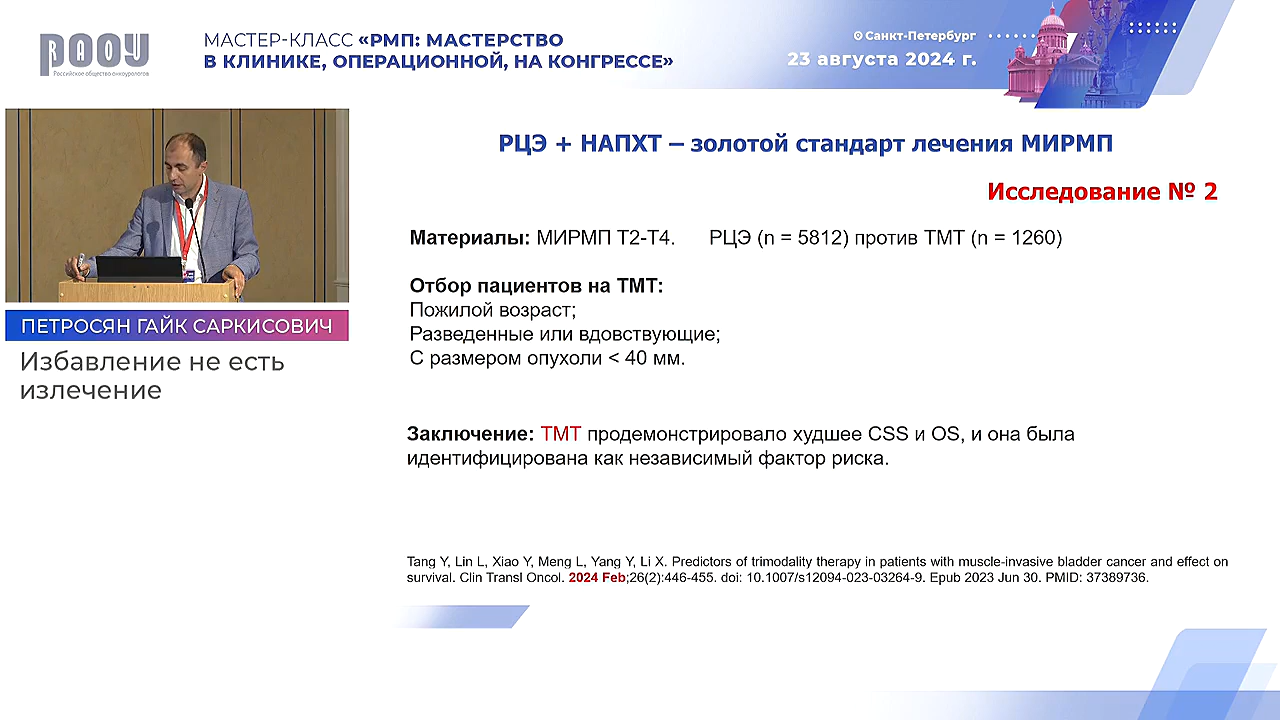 РАОУ
Российское общество онкоурологов
МАСТЕР-КЛАСС «РМП: МАСТЕРСТВО
В КЛИНИКЕ, ОПЕРАЦИОННОЙ, НА КОНГРЕССЕ»
Санкт-Петербург
23 августа 2024 г.
ПЕТРОСЯН ГАЙК САРКИСОВИЧ
Избавление не есть
излечение
РЦЭ + НАПХТ – золотой стандарт лечения МИРМП
Исследование № 2
Материалы: МИРМП Т2-Т4. РЦЭ (n = 5812) против ТМТ (n = 1260)
Отбор пациентов на ТМТ:
Пожилой возраст;
Разведенные или вдовствующие;
С размером опухоли < 40 мм.
Заключение: ТМТ продемонстрировало худшее CSS и OS, и она была
идентифицирована как независимый фактор риска.
Tang Y, Lin L, Xiao Y, Meng L, Yang Y, Li X. Predictors of trimodality therapy in patients with muscle-invasive bladder cancer and effect on
survival. Clin Transl Oncol. 2024 Feb;26(2):446-455. doi: 10.1007/s12094-023-03264-9. Epub 2023 Jun 30. PMID: 37389736.